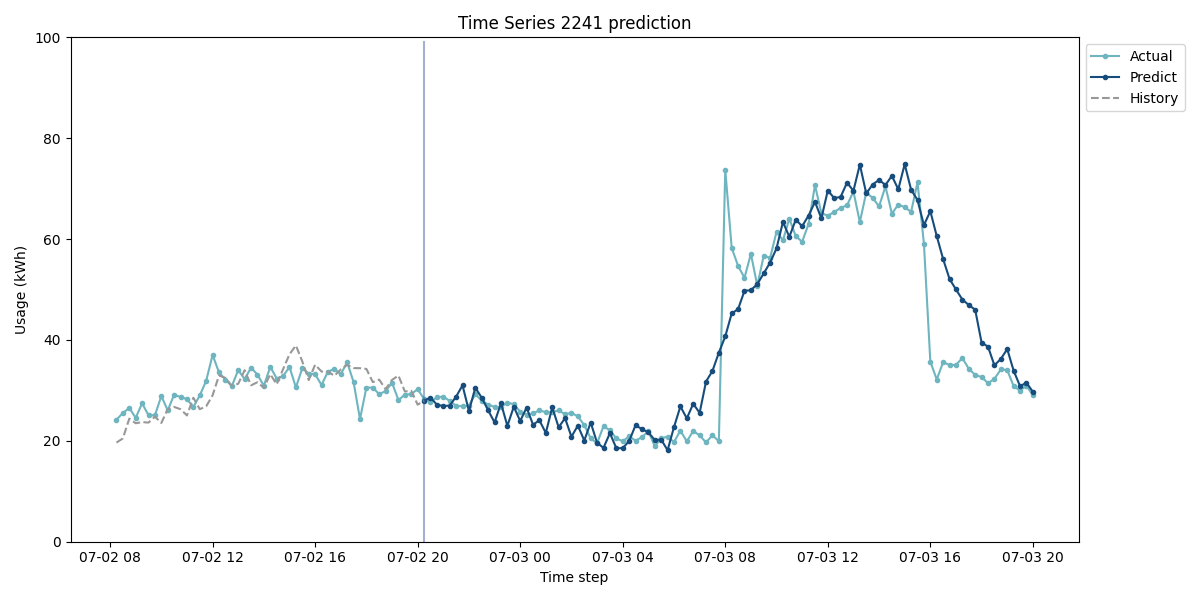 Time Series 2241 prediction
100
80
60
40
20
0
Usage (kWh)
07-02 08 07-02 12 07-02 16 07-02 20 07-03 00 07-03 04 07-03 08 07-03 12 07-03 16 07-03 20
Time step
Actual
Predict
History